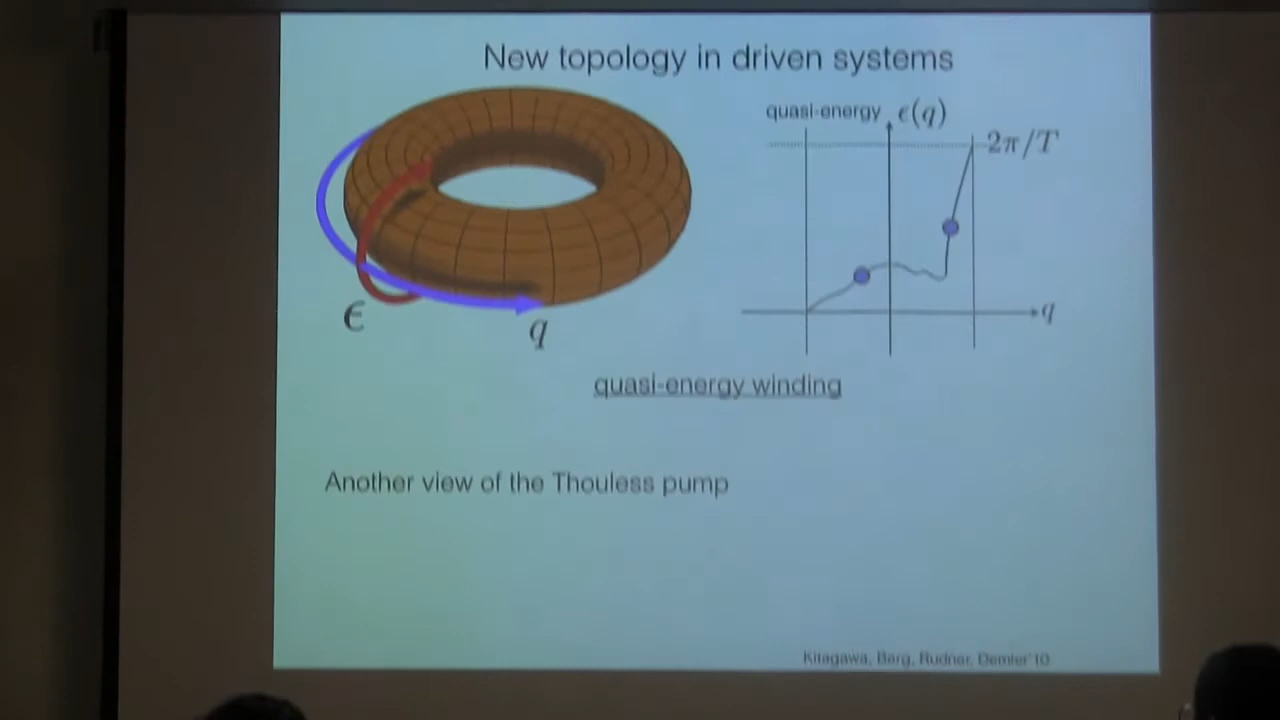 New topology in driven systems
quasi-energy ϵ(q)
2π/T
ϵ
q
q
quasi-energy winding
Another view of the Thouless pump
Kitagawa, Berg, Rudner, Demler'10